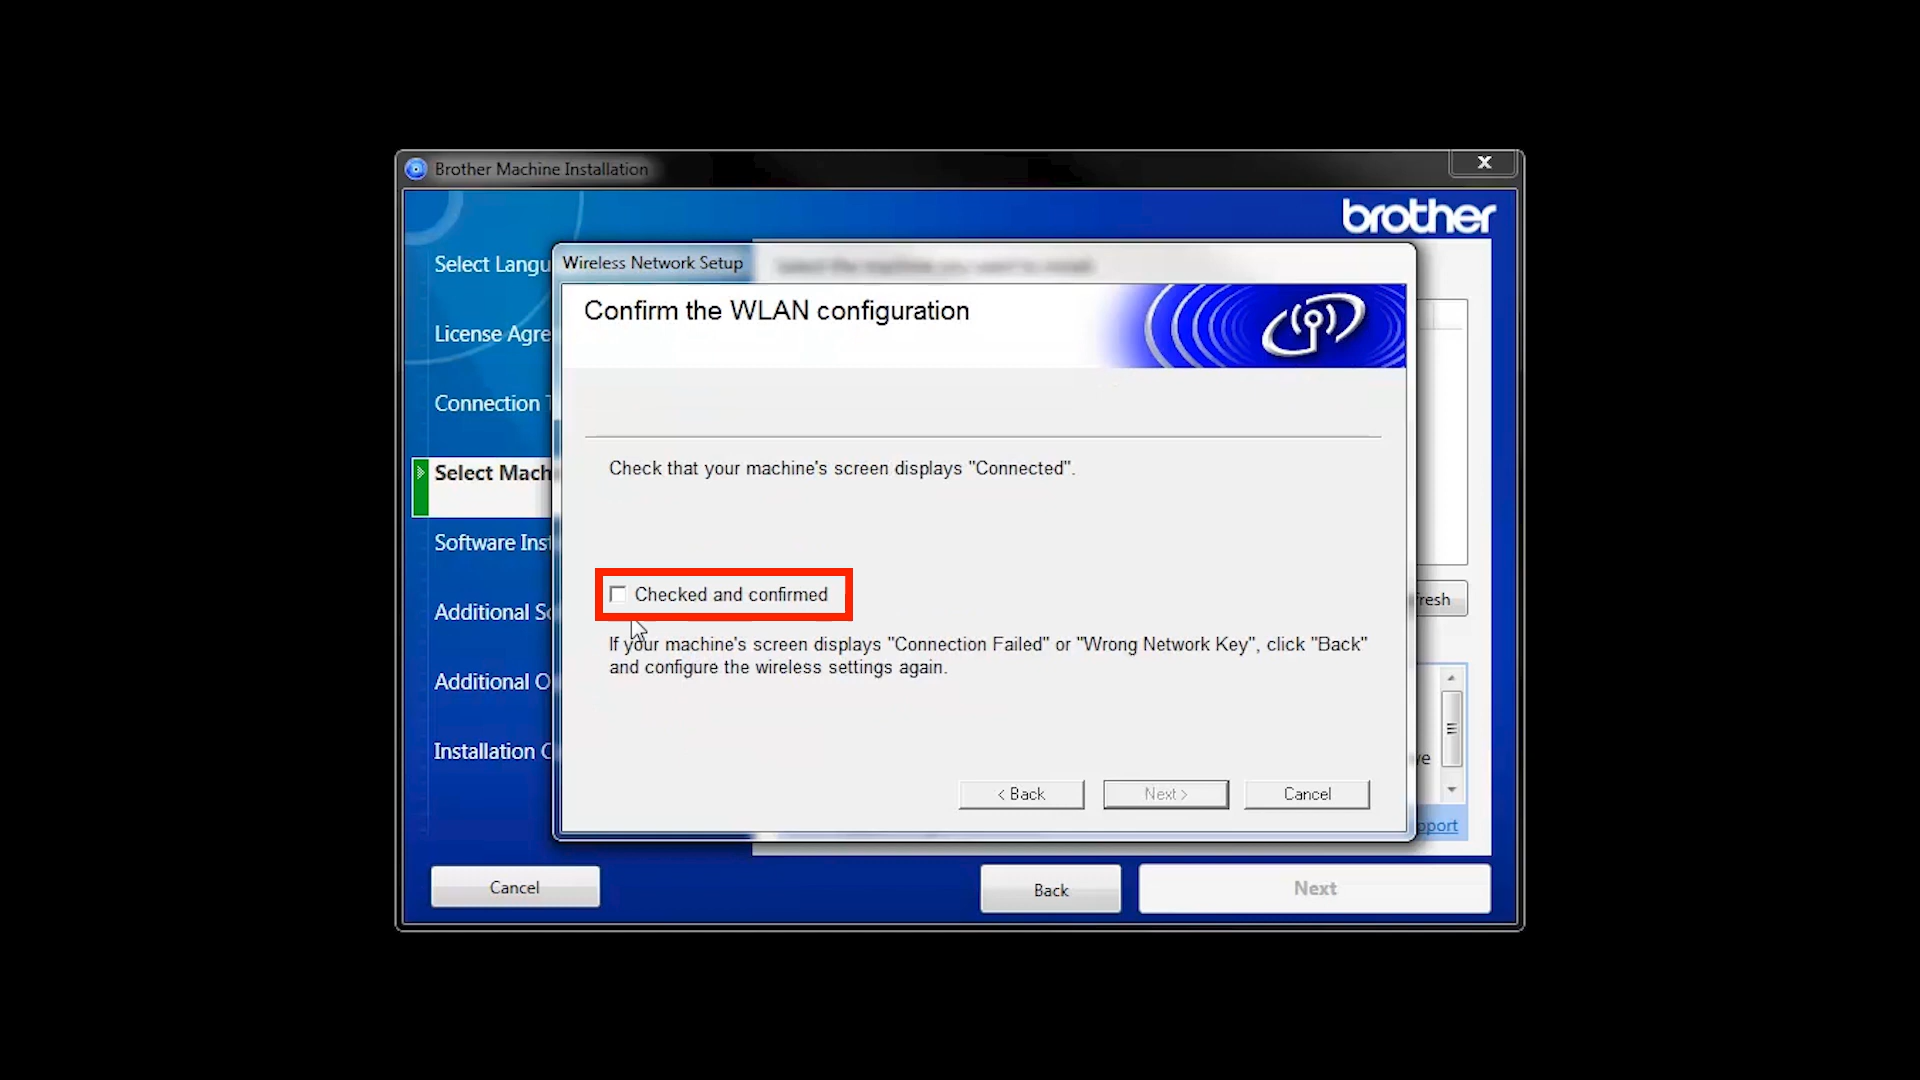 Brother Machine Installation
X
brother
Select Langu
Wireless Network Setup
License Agre
Confirm the WLAN configuration
Connection
Select Mach
Check that your machine's screen displays "Connected".
Software Inst
Checked and confirmed
fresh
Additional So
If your machine's screen displays "Connection Failed" or "Wrong Network Key", click "Back"
and configure the wireless settings again.
Additional O
Installation C
ve
< Back
Next >
Cancel
pport
Cancel
Back
Next